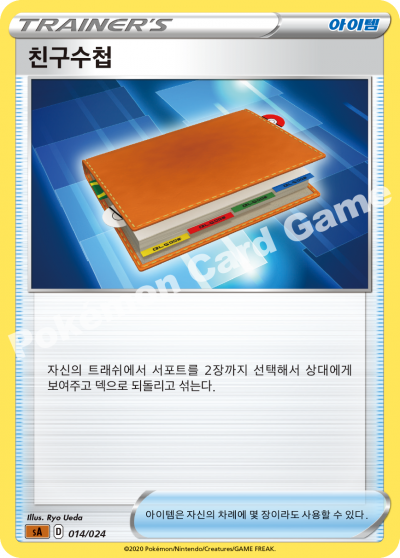 TRAINER'S
아이템
친구수첩
Pokémon Card Game
자신의 트래쉬에서 서포트를 2장까지 선택해서 상대에게
보여주고 덱으로 되돌리고 섞는다.
Illus. Ryo Ueda
sA D 014/024
아이템은 자신의 차례에 몇 장이라도 사용할 수 있다.
©2020 Pokémon/Nintendo/Creatures/GAME FREAK.